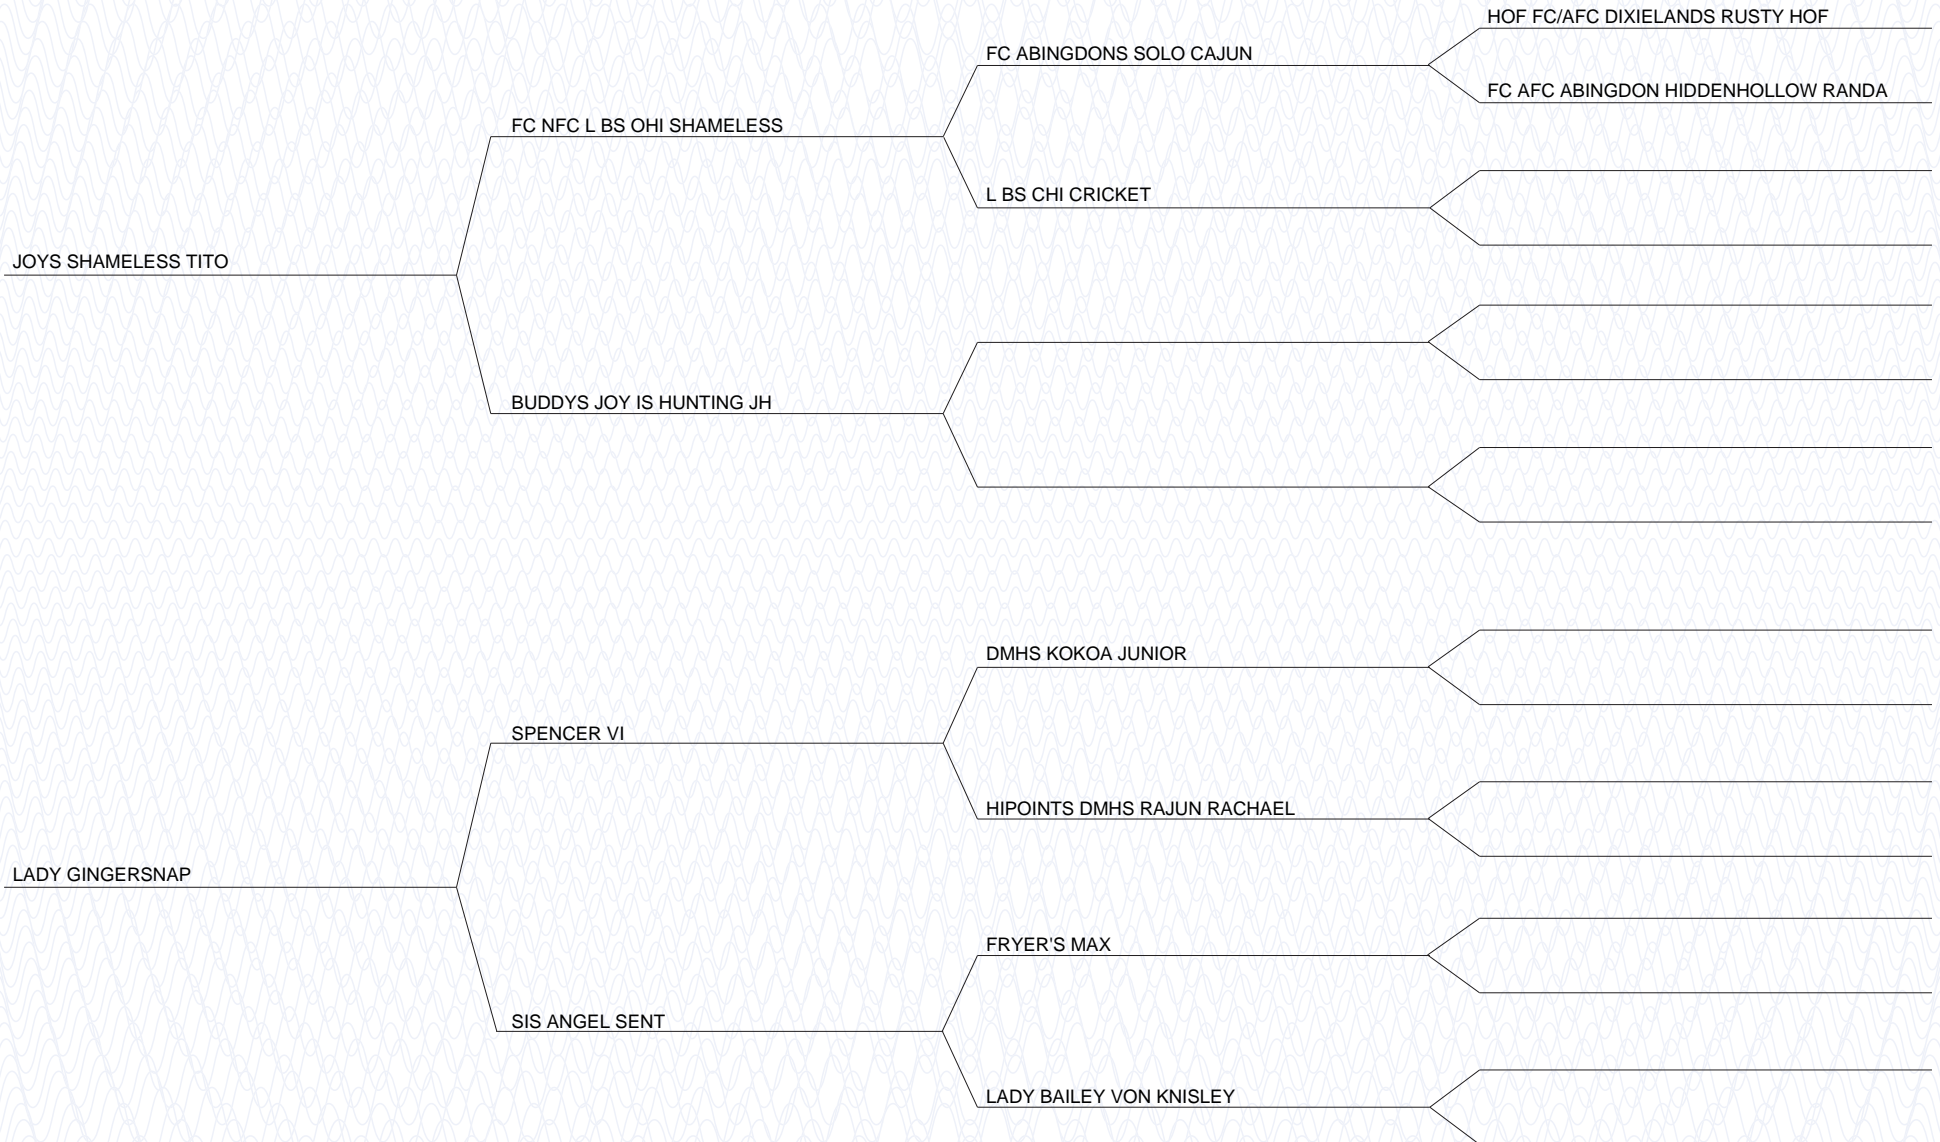 HOF FC/AFC DIXIELANDS RUSTY HOF
FC ABINGDONS SOLO CAJUN
FC AFC ABINGDON HIDDENHOLLOW RANDA
FC NFC L BS OHI SHAMELESS
L BS CHI CRICKET
JOYS SHAMELESS TITO
BUDDYS JOY IS HUNTING JH
DMHS KOKOA JUNIOR
SPENCER VI
HIPOINTS DMHS RAJUN RACHAEL
LADY GINGERSNAP
FRYER'S MAX
SIS ANGEL SENT
LADY BAILEY VON KNISLEY